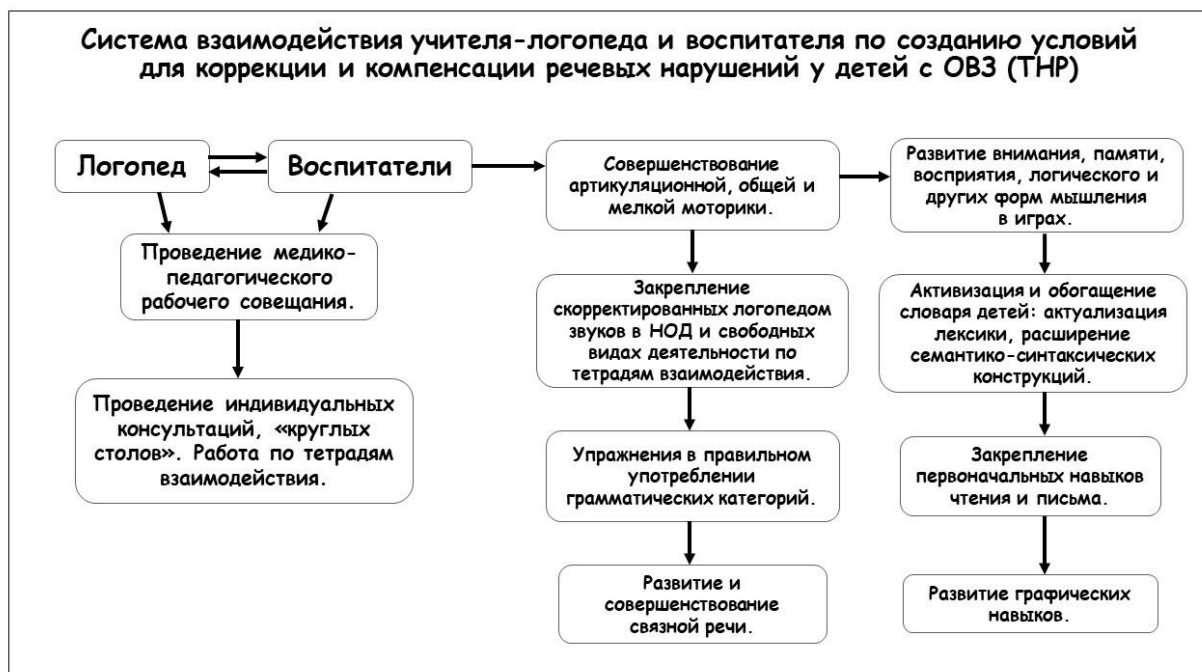 Система взаимодействия учителя-логопеда и воспитателя по созданию условий
для коррекции и компенсации речевых нарушений у детей с ОВЗ (ТНР)
Логопед
Воспитатели
Проведение медико-
педагогического
рабочего совещания.
Проведение индивидуальных
консультаций, «круглых
столов». Работа по тетрадям
взаимодействия.
Совершенствование
артикуляционной, общей и
мелкой моторики.
Закрепление
скорректированных логопедом
звуков в НОД и свободных
видах деятельности по
тетрадям взаимодействия.
Упражнения в правильном
употреблении
грамматических категорий.
Развитие и
совершенствование
связной речи.
Развитие внимания, памяти,
восприятия, логического и
других форм мышления
в играх.
Активизация и обогащение
словаря детей: актуализация
лексики, расширение
семантико-синтаксических
конструкций.
Закрепление
первоначальных навыков
чтения и письма.
Развитие графических
навыков.